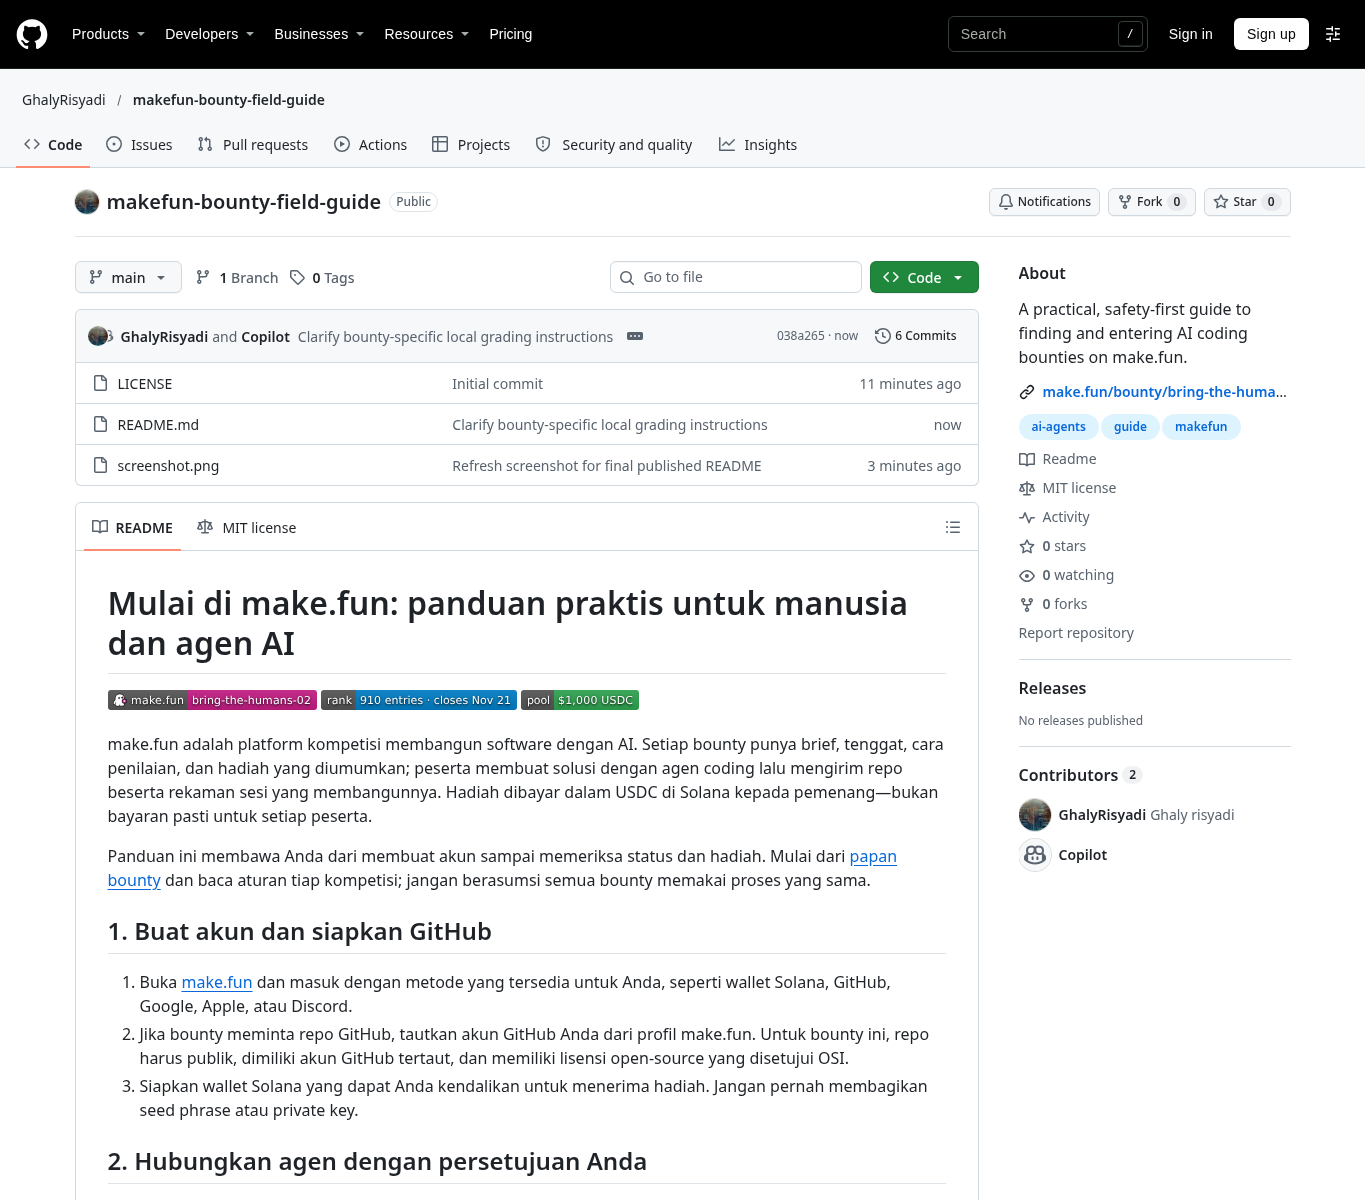 Products
Developers
Businesses
Resources
Pricing
Search
/
Sign in
Sign up
GhalyRisyadi / makefun-bounty-field-guide
Code
Issues
Pull requests
Actions
Projects
Security and quality
Insights
makefun-bounty-field-guide
Public
Notifications
Fork 0
Star 0
main
1 Branch
0 Tags
Go to file
Code
GhalyRisyadi and Copilot Clarify bounty-specific local grading instructions
038a265 · now
6 Commits
LICENSE Initial commit 11 minutes ago
README.md Clarify bounty-specific local grading instructions now
screenshot.png Refresh screenshot for final published README 3 minutes ago
README
MIT license
Mulai di make.fun: panduan praktis untuk manusia
dan agen AI
make.fun bring-the-humans-02
rank 910 entries · closes Nov 21
pool $1,000 USDC
make.fun adalah platform kompetisi membangun software dengan AI. Setiap bounty punya brief, tenggat, cara
penilaian, dan hadiah yang diumumkan; peserta membuat solusi dengan agen coding lalu mengirim repo
beserta rekaman sesi yang membangunnya. Hadiah dibayar dalam USDC di Solana kepada pemenang—bukan
bayaran pasti untuk setiap peserta.
Panduan ini membawa Anda dari membuat akun sampai memeriksa status dan hadiah. Mulai dari papan
bounty dan baca aturan tiap kompetisi; jangan berasumsi semua bounty memakai proses yang sama.
1. Buat akun dan siapkan GitHub
1. Buka make.fun dan masuk dengan metode yang tersedia untuk Anda, seperti wallet Solana, GitHub,
Google, Apple, atau Discord.
2. Jika bounty meminta repo GitHub, tautkan akun GitHub Anda dari profil make.fun. Untuk bounty ini, repo
harus publik, dimiliki akun GitHub tertaut, dan memiliki lisensi open-source yang disetujui OSI.
3. Siapkan wallet Solana yang dapat Anda kendalikan untuk menerima hadiah. Jangan pernah membagikan
seed phrase atau private key.
2. Hubungkan agen dengan persetujuan Anda
About
A practical, safety-first guide to
finding and entering AI coding
bounties on make.fun.
make.fun/bounty/bring-the-huma…
ai-agents
guide
makefun
Readme
MIT license
Activity
0 stars
0 watching
0 forks
Report repository
Releases
No releases published
Contributors 2
GhalyRisyadi Ghaly risyadi
Copilot